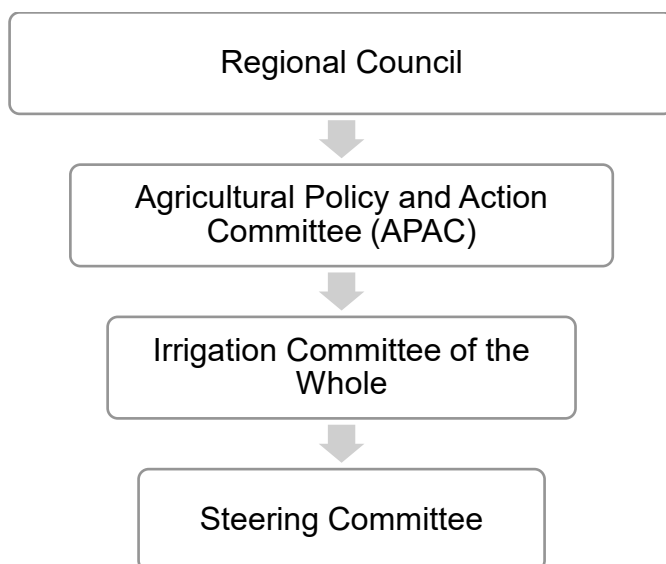 Regional Council
Agricultural Policy and Action
Committee (APAC)
Irrigation Committee of the
Whole
Steering Committee